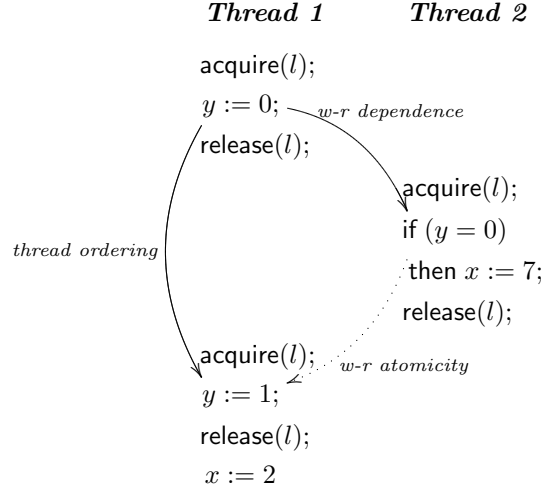 Thread 1 Thread 2
acquire(l);
y := 0;
w-r dependence
release(l);
acquire(l);
if (y = 0)
thread ordering
then x := 7;
release(l);
acquire(l);
w-r atomicity
y := 1;
release(l);
x := 2